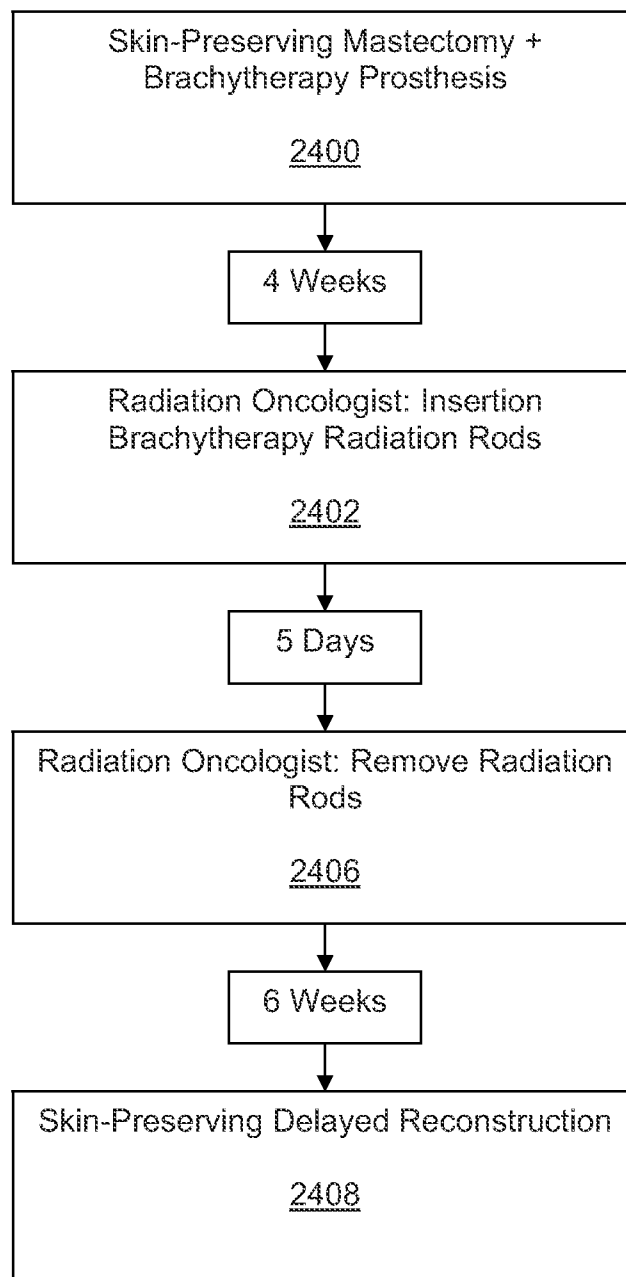 Skin-Preserving Mastectomy +
Brachytherapy Prosthesis
2400
4 Weeks
Radiation Oncologist: Insertion
Brachytherapy Radiation Rods
2402
5 Days
Radiation Oncologist: Remove Radiation
Rods
2406
6 Weeks
Skin-Preserving Delayed Reconstruction
2408